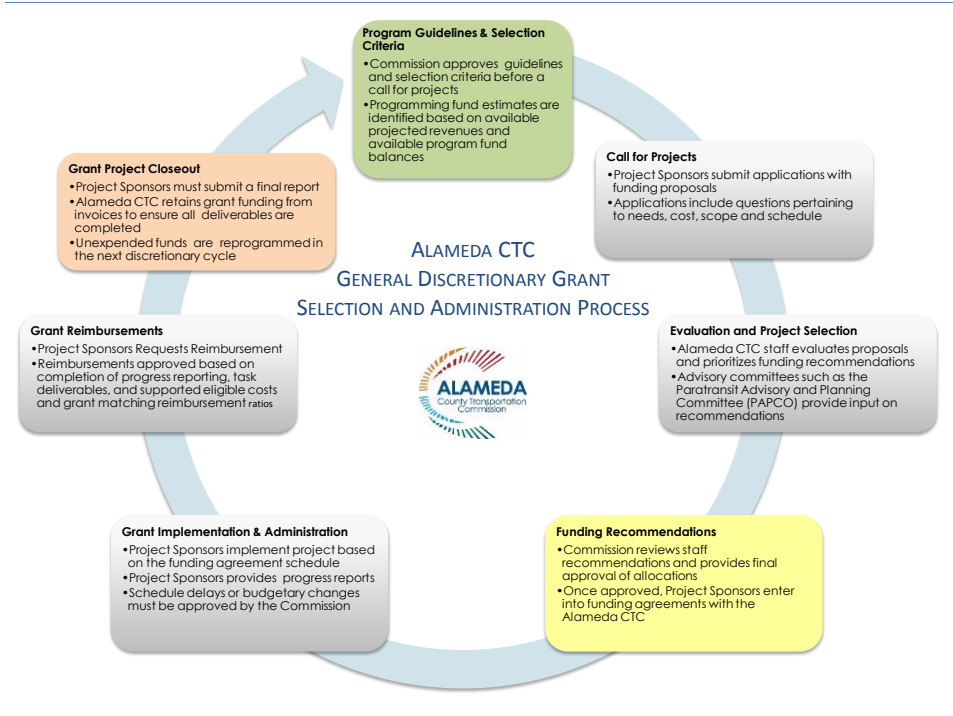 Program Guidelines & Selection
Criteria
•Commission approves guidelines
and selection criteria before a
call for projects
•Programming fund estimates are
identified based on available
projected revenues and
available program fund
balances
Call for Projects
•Project Sponsors submit applications with
funding proposals
•Applications include questions pertaining
to needs, cost, scope and schedule
Evaluation and Project Selection
•Alameda CTC staff evaluates proposals
and prioritizes funding recommendations
•Advisory committees such as the
Paratransit Advisory and Planning
Committee (PAPCO) provide input on
recommendations
Funding Recommendations
•Commission reviews staff
recommendations and provides final
approval of allocations
•Once approved, Project Sponsors enter
into funding agreements with the
Alameda CTC
Grant Implementation & Administration
•Project Sponsors implement project based
on the funding agreement schedule
•Project Sponsors provides progress reports
•Schedule delays or budgetary changes
must be approved by the Commission
Grant Reimbursements
•Project Sponsors Requests Reimbursement
•Reimbursements approved based on
completion of progress reporting, task
deliverables, and supported eligible costs
and grant matching reimbursement ratios
Grant Project Closeout
•Project Sponsors must submit a final report
•Alameda CTC retains grant funding from
invoices to ensure all deliverables are
completed
•Unexpended funds are reprogrammed in
the next discretionary cycle
ALAMEDA CTC
GENERAL DISCRETIONARY GRANT
SELECTION AND ADMINISTRATION PROCESS
ALAMEDA
County Transportation
Commission